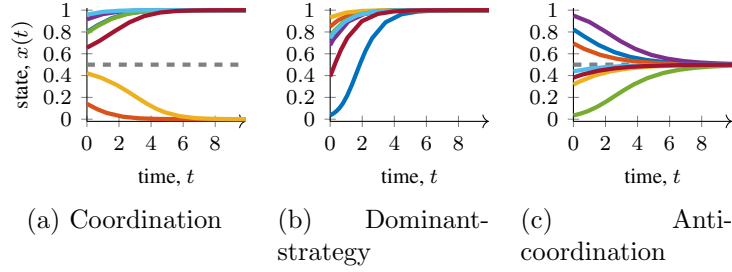 1
0.8
0.6
0.4
0.2
0
0 2 4 6 8
state, x(t)
time, t
(a) Coordination
1
0.8
0.6
0.4
0.2
0
0 2 4 6 8
time, t
(b) Dominant-
strategy
1
0.8
0.6
0.4
0.2
0
0 2 4 6 8
time, t
(c) Anti-
coordination